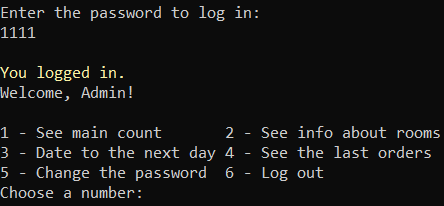 Enter the password to log in:
1111
You logged in.
Welcome, Admin!
1 - See main count 2 - See info about rooms
3 - Date to the next day 4 - See the last orders
5 - Change the password 6 - Log out
Choose a number: